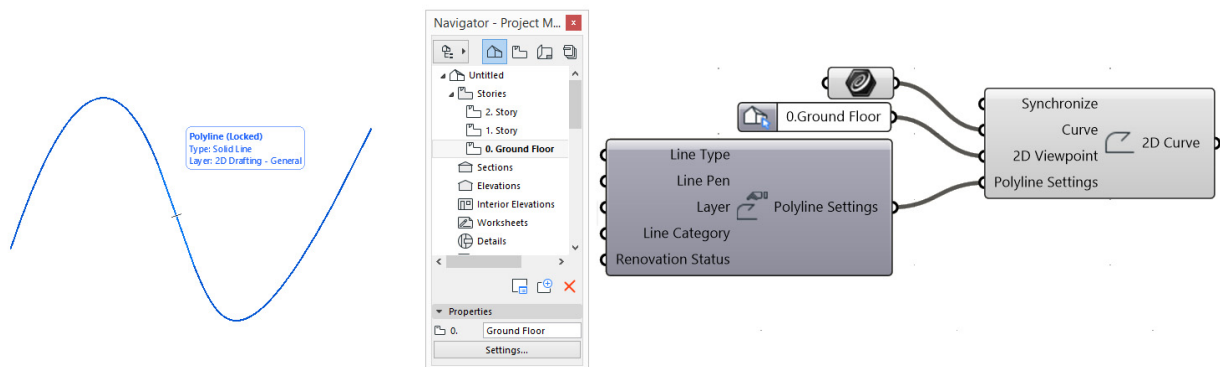 Polyline (Locked)
Type: Solid Line
Layer: 2D Drafting - General
Navigator - Project M...
Untitled
Stories
2. Story
1. Story
0. Ground Floor
Sections
Elevations
Interior Elevations
Worksheets
Details
Properties
0. Ground Floor
Settings...
0.Ground Floor
Line Type
Line Pen
Layer
Line Category
Renovation Status
Polyline Settings
Synchronize
Curve
2D Viewpoint
Polyline Settings
2D Curve